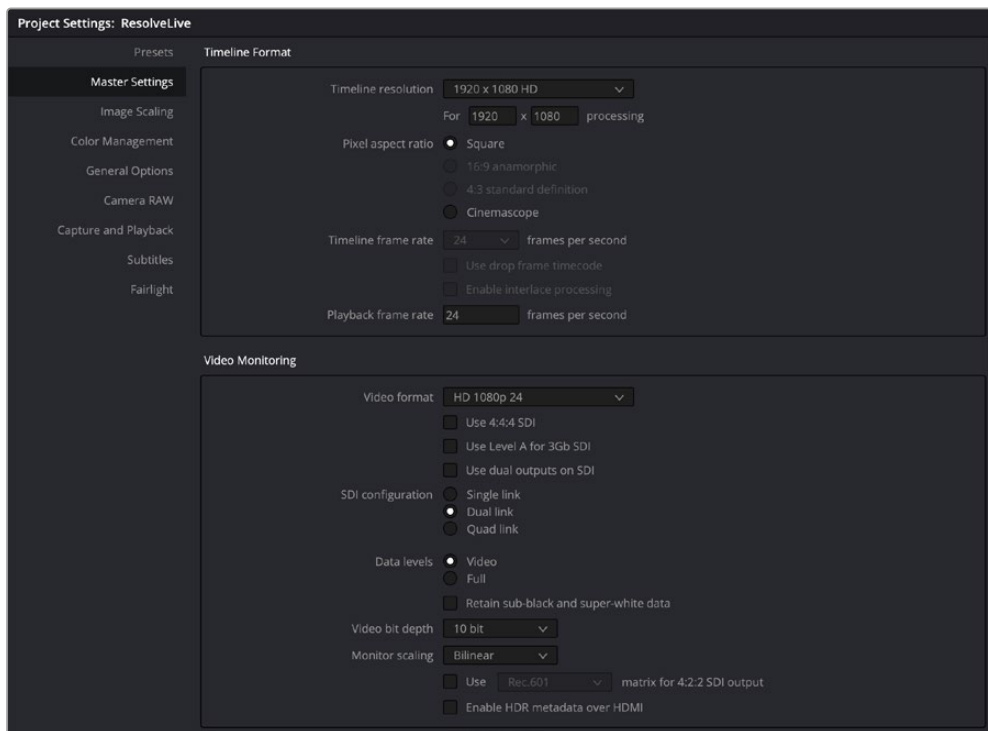 Project Settings: ResolveLive
Presets
Master Settings
Image Scaling
Color Management
General Options
Camera RAW
Capture and Playback
Subtitles
Fairlight
Timeline Format
Timeline resolution 1920 x 1080 HD
For 1920 x 1080 processing
Pixel aspect ratio Square
16:9 anamorphic
4:3 standard definition
Cinemascope
Timeline frame rate 24 frames per second
Use drop frame timecode
Enable interlace processing
Playback frame rate 24 frames per second
Video Monitoring
Video format HD 1080p 24
Use 4:4:4 SDI
Use Level A for 3Gb SDI
Use dual outputs on SDI
SDI configuration Single link
Dual link
Quad link
Data levels Video
Full
Retain sub-black and super-white data
Video bit depth 10 bit
Monitor scaling Bilinear
Use Rec.601 matrix for 4:2:2 SDI output
Enable HDR metadata over HDMI